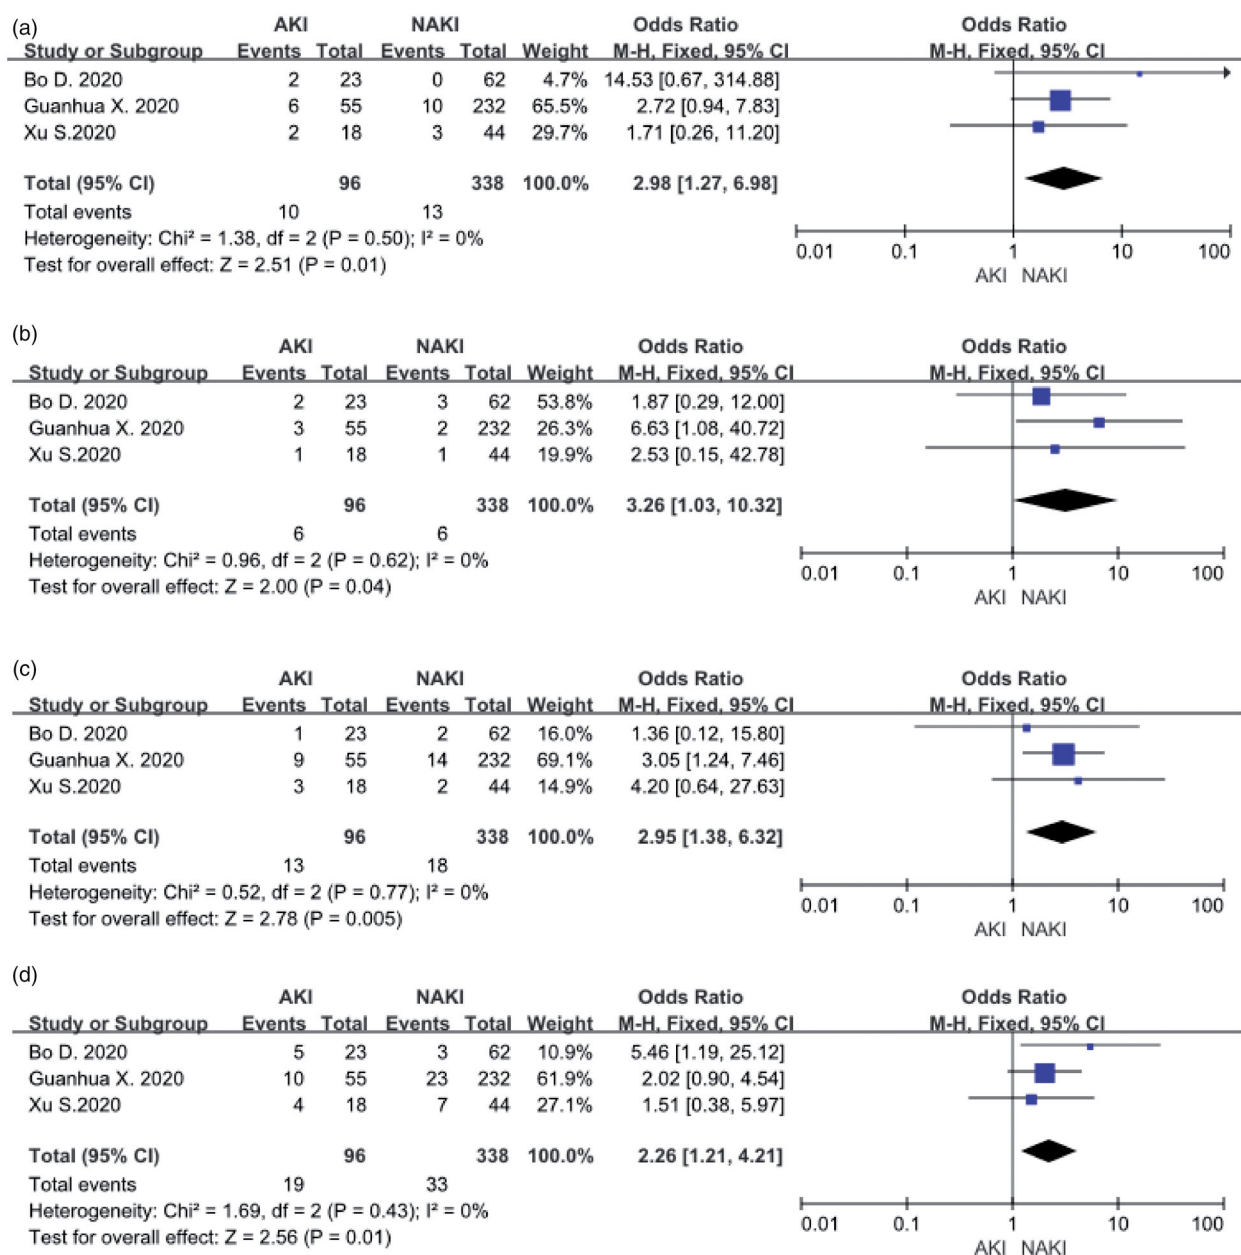 (a)
AKI NAKI Odds Ratio Odds Ratio
Study or Subgroup Events Total Events Total Weight M-H, Fixed, 95% CI M-H, Fixed, 95% CI
Bo D. 2020 2 23 0 62 4.7% 14.53 [0.67, 314.88]
Guanhua X. 2020 6 55 10 232 65.5% 2.72 [0.94, 7.83]
Xu S.2020 2 18 3 44 29.7% 1.71 [0.26, 11.20]
Total (95% CI) 96 338 100.0% 2.98 [1.27, 6.98]
Total events 10 13
Heterogeneity: Chi² = 1.38, df = 2 (P = 0.50); I² = 0%
Test for overall effect: Z = 2.51 (P = 0.01)
0.01 0.1 1 10 100
AKI NAKI
(b)
AKI NAKI Odds Ratio Odds Ratio
Study or Subgroup Events Total Events Total Weight M-H, Fixed, 95% CI M-H, Fixed, 95% CI
Bo D. 2020 2 23 3 62 53.8% 1.87 [0.29, 12.00]
Guanhua X. 2020 3 55 2 232 26.3% 6.63 [1.08, 40.72]
Xu S.2020 1 18 1 44 19.9% 2.53 [0.15, 42.78]
Total (95% CI) 96 338 100.0% 3.26 [1.03, 10.32]
Total events 6 6
Heterogeneity: Chi² = 0.96, df = 2 (P = 0.62); I² = 0%
Test for overall effect: Z = 2.00 (P = 0.04)
0.01 0.1 1 10 100
AKI NAKI
(c)
AKI NAKI Odds Ratio Odds Ratio
Study or Subgroup Events Total Events Total Weight M-H, Fixed, 95% CI M-H, Fixed, 95% CI
Bo D. 2020 1 23 2 62 16.0% 1.36 [0.12, 15.80]
Guanhua X. 2020 9 55 14 232 69.1% 3.05 [1.24, 7.46]
Xu S.2020 3 18 2 44 14.9% 4.20 [0.64, 27.63]
Total (95% CI) 96 338 100.0% 2.95 [1.38, 6.32]
Total events 13 18
Heterogeneity: Chi² = 0.52, df = 2 (P = 0.77); I² = 0%
Test for overall effect: Z = 2.78 (P = 0.005)
0.01 0.1 1 10 100
AKI NAKI
(d)
AKI NAKI Odds Ratio Odds Ratio
Study or Subgroup Events Total Events Total Weight M-H, Fixed, 95% CI M-H, Fixed, 95% CI
Bo D. 2020 5 23 3 62 10.9% 5.46 [1.19, 25.12]
Guanhua X. 2020 10 55 23 232 61.9% 2.02 [0.90, 4.54]
Xu S.2020 4 18 7 44 27.1% 1.51 [0.38, 5.97]
Total (95% CI) 96 338 100.0% 2.26 [1.21, 4.21]
Total events 19 33
Heterogeneity: Chi² = 1.69, df = 2 (P = 0.43); I² = 0%
Test for overall effect: Z = 2.56 (P = 0.01)
0.01 0.1 1 10 100
AKI NAKI